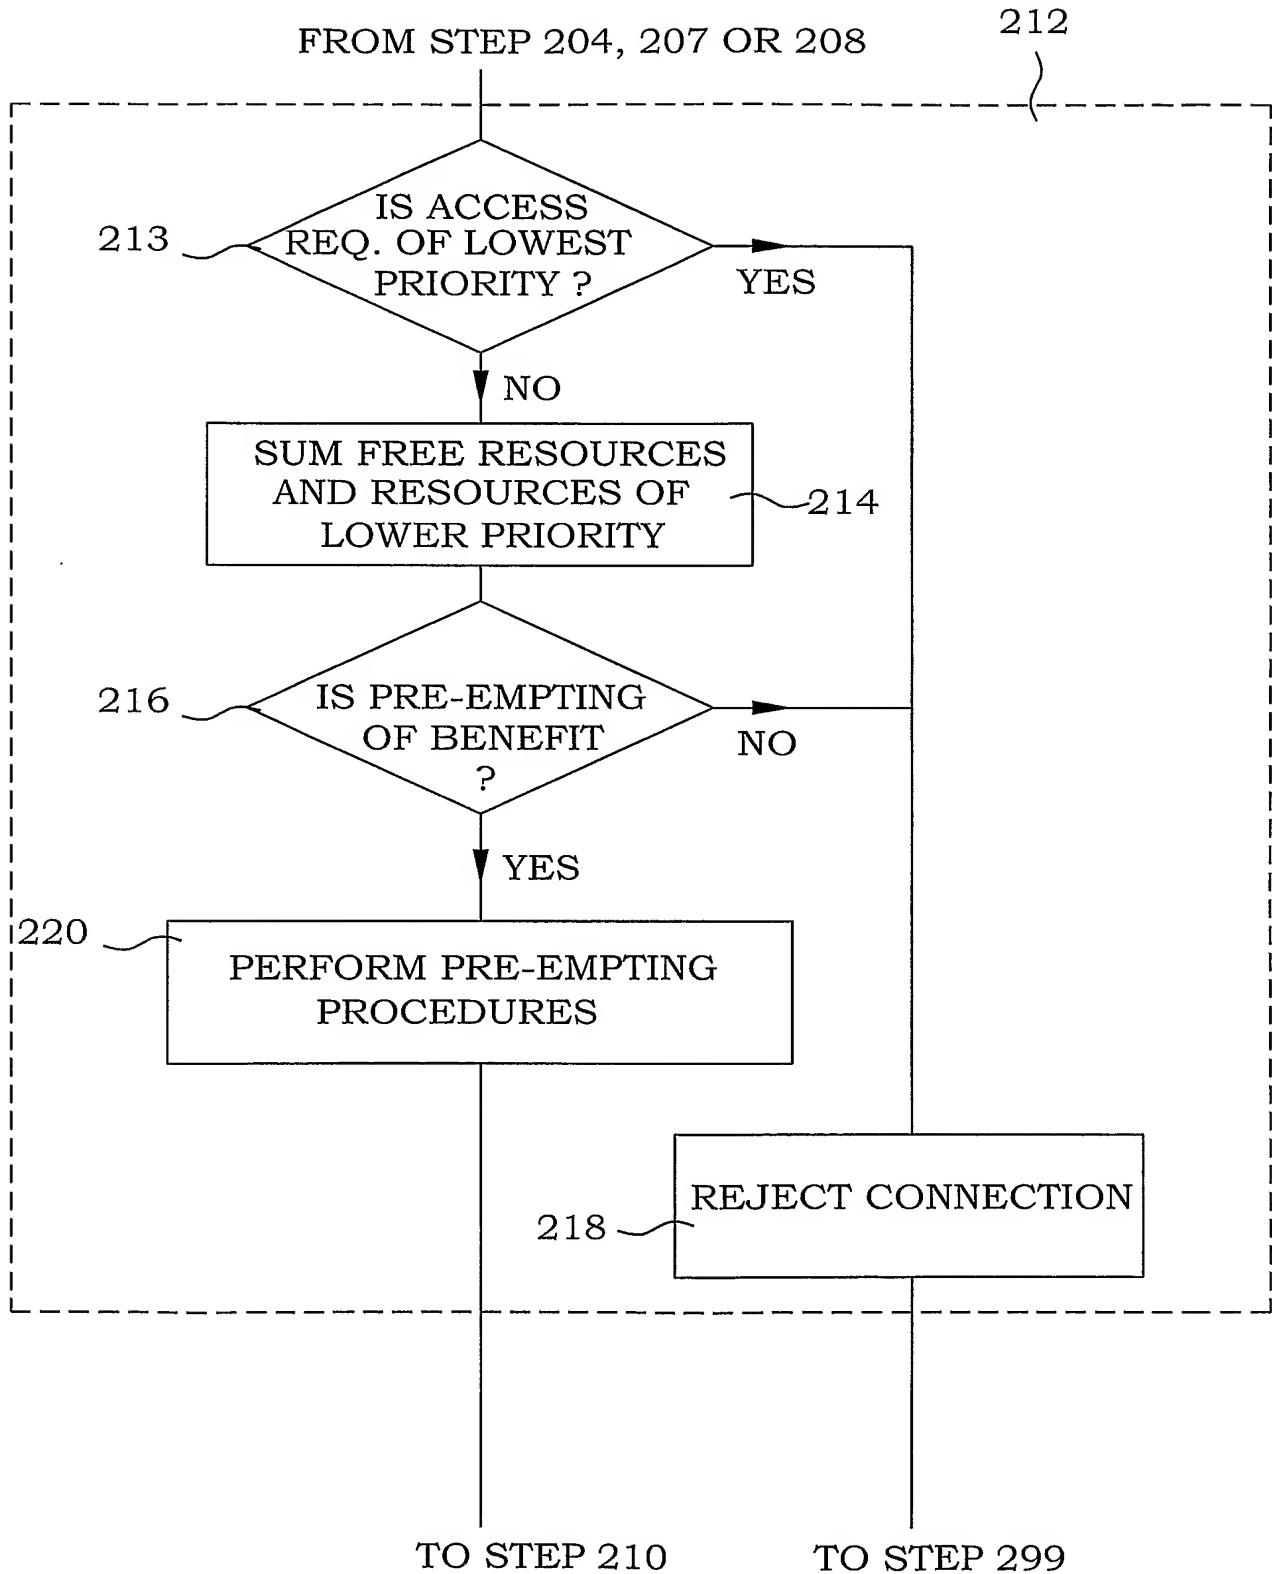 212
FROM STEP 204, 207 OR 208
IS ACCESS
REQ. OF LOWEST
PRIORITY ?
213
YES
NO
SUM FREE RESOURCES
AND RESOURCES OF
LOWER PRIORITY
214
216
IS PRE-EMPTING
OF BENEFIT
?
NO
YES
220
PERFORM PRE-EMPTING
PROCEDURES
REJECT CONNECTION
218
TO STEP 210
TO STEP 299